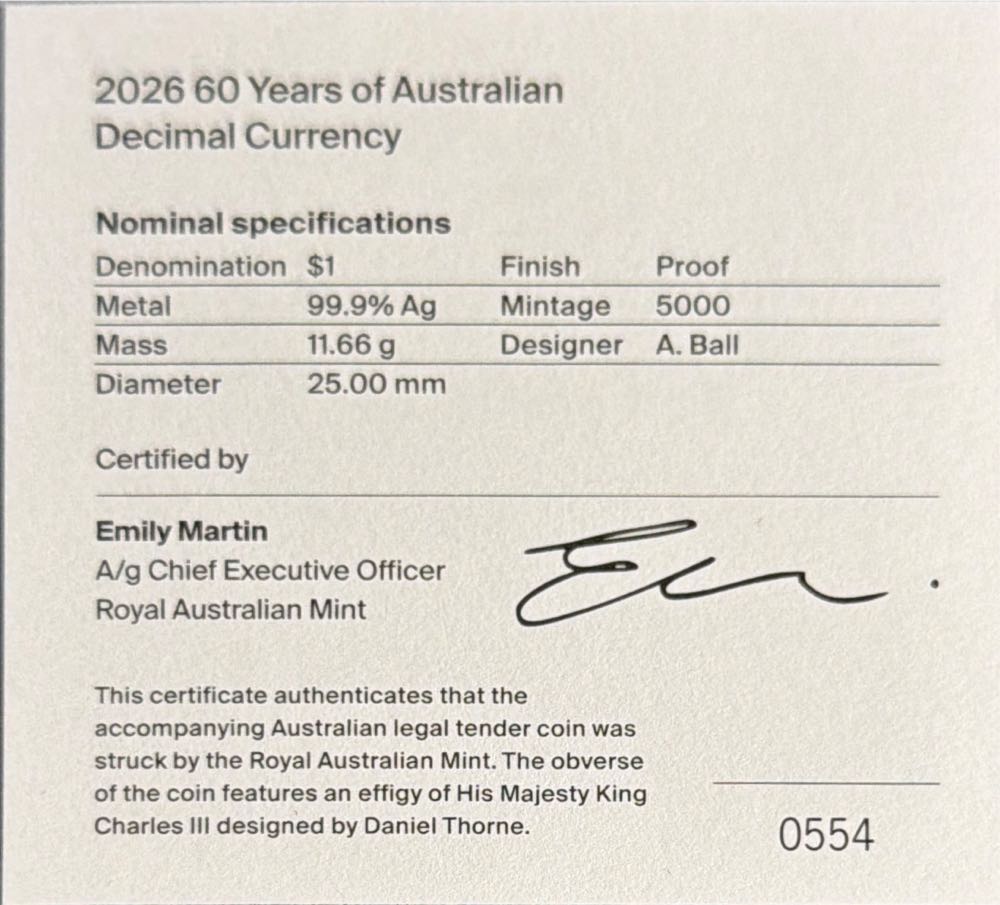 2026 60 Years of Australian
Decimal Currency
Nominal specifications
Denomination $1 Finish Proof
Metal 99.9% Ag Mintage 5000
Mass 11.66 g Designer A. Ball
Diameter 25.00 mm
Certified by
Emily Martin
A/g Chief Executive Officer
Royal Australian Mint
This certificate authenticates that the
accompanying Australian legal tender coin was
struck by the Royal Australian Mint. The obverse
of the coin features an effigy of His Majesty King
Charles III designed by Daniel Thorne.
0554